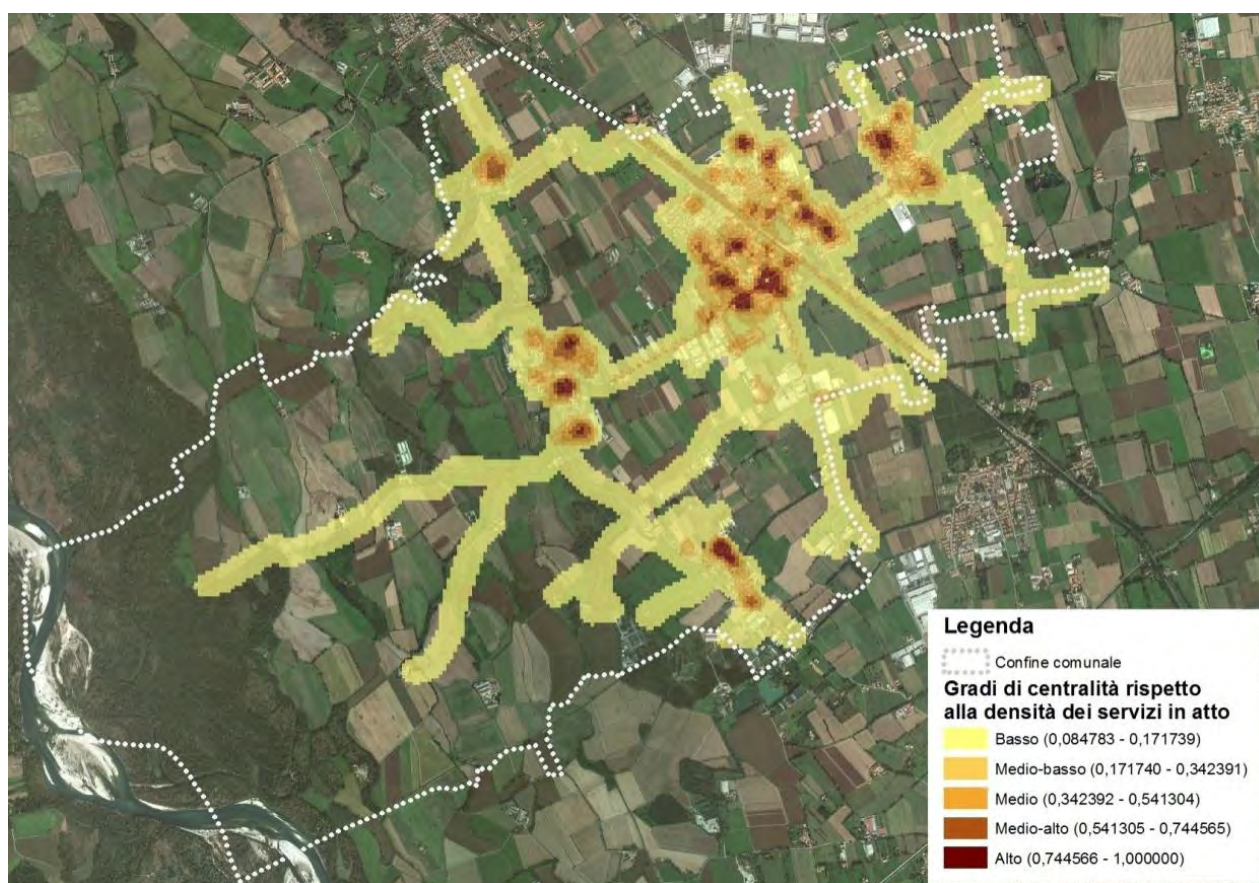 Legenda
Confine comunale
Gradi di centralità rispetto
alla densità dei servizi in atto
Basso (0,084783 - 0,171739)
Medio-basso (0,171740 - 0,342391)
Medio (0,342392 - 0,541304)
Medio-alto (0,541305 - 0,744565)
Alto (0,744566 - 1,000000)